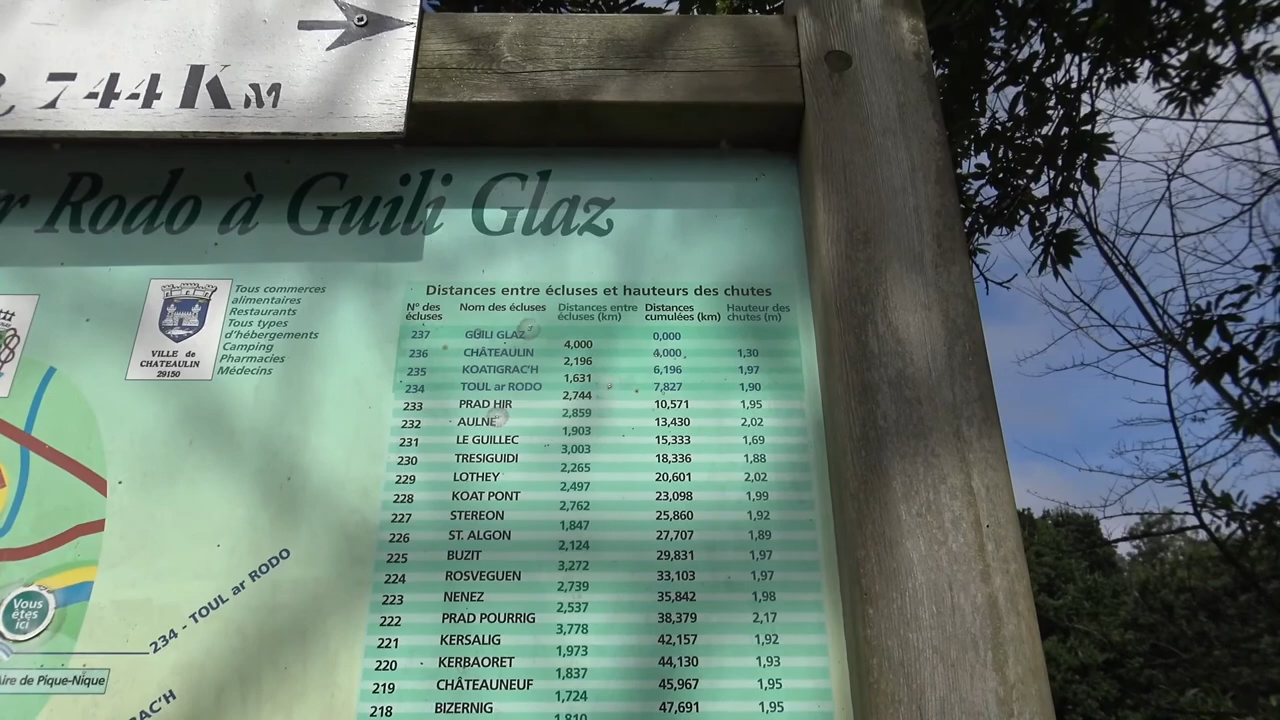 744 KM
Rodo à Guili Glaz
Tous commerces
alimentaires
Restaurants
Tous types
d'hébergements
Camping
Pharmacies
Médecins
VILLE de
CHATEAULIN
29150
Distances entre écluses et hauteurs des chutes
N° des écluses Nom des écluses Distances entre écluses (km) Distances cumulées (km) Hauteur des chutes (m)
237 GUILI GLAZ 0,000
4,000
236 CHÂTEAULIN 4,000 1,30
2,196
235 KOATIGRAC'H 6,196 1,97
1,631
234 TOUL ar RODO 7,827 1,90
2,744
233 PRAD HIR 10,571 1,95
2,859
232 AULNE 13,430 2,02
1,903
231 LE GUILLEC 15,333 1,69
3,003
230 TRESIGUIDI 18,336 1,88
2,265
229 LOTHEY 20,601 2,02
2,497
228 KOAT PONT 23,098 1,99
2,762
227 STEREON 25,860 1,92
1,847
226 ST. ALGON 27,707 1,89
2,124
225 BUZIT 29,831 1,97
3,272
224 ROSVEGUEN 33,103 1,97
2,739
223 NENEZ 35,842 1,98
2,537
222 PRAD POURRIG 38,379 2,17
3,778
221 KERSALIG 42,157 1,92
1,973
220 KERBAORET 44,130 1,93
1,837
219 CHÂTEAUNEUF 45,967 1,95
1,724
218 BIZERNIG 47,691 1,95
1,810
Vous
êtes
ici
234 - TOUL ar RODO
Aire de Pique-Nique